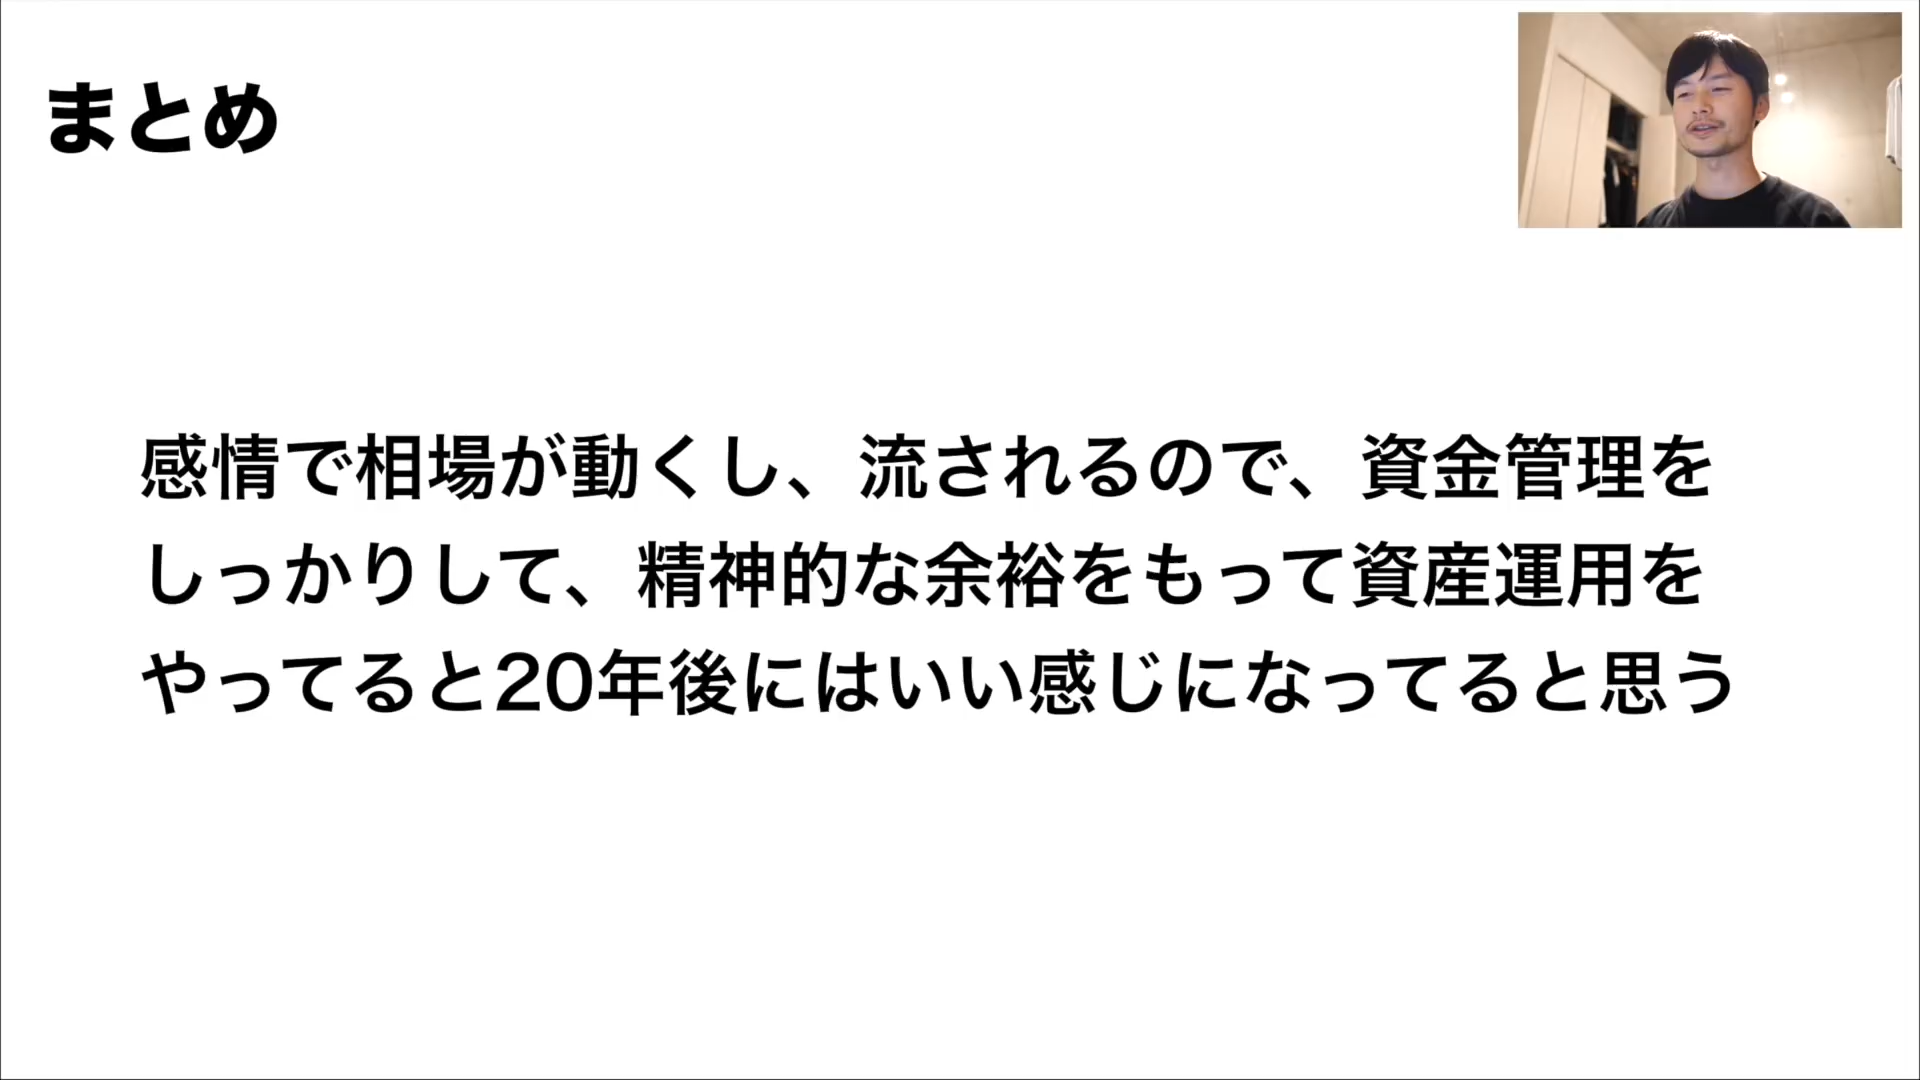 まとめ
感情で相場が動くし、流されるので、資金管理を
しっかりして、精神的な余裕をもって資産運用を
やってると20年後にはいい感じになってると思う